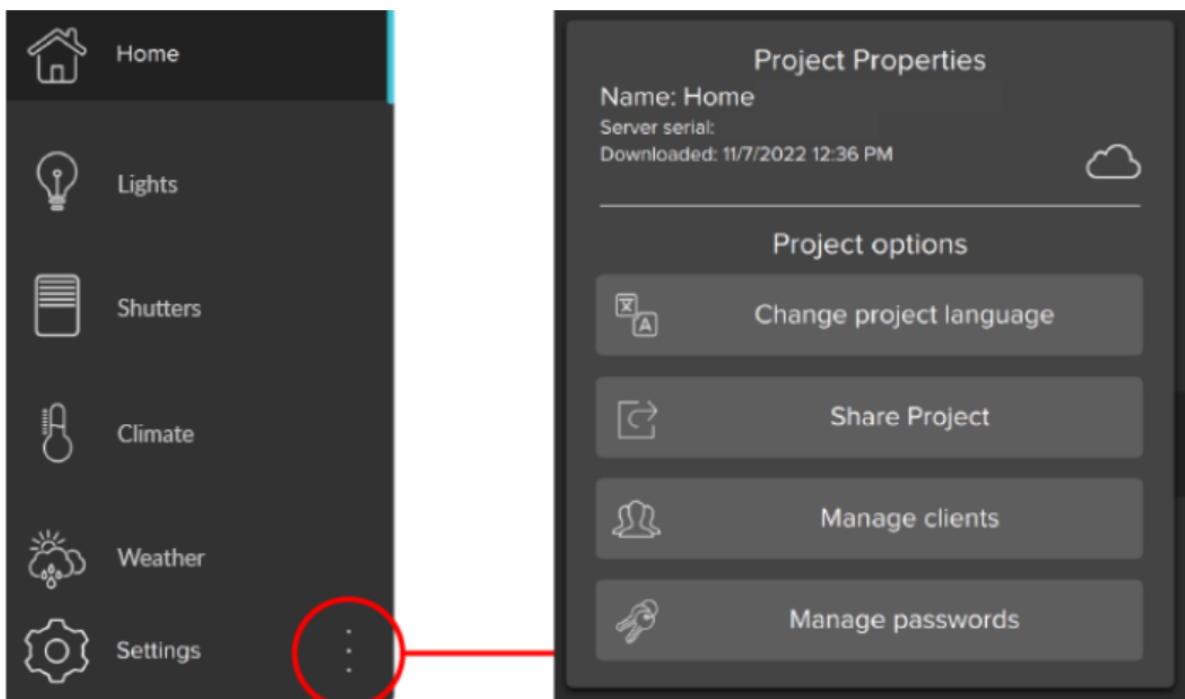 Home
Lights
Shutters
Climate
Weather
Settings
Project Properties
Name: Home
Server serial:
Downloaded: 11/7/2022 12:36 PM
Project options
Change project language
Share Project
Manage clients
Manage passwords